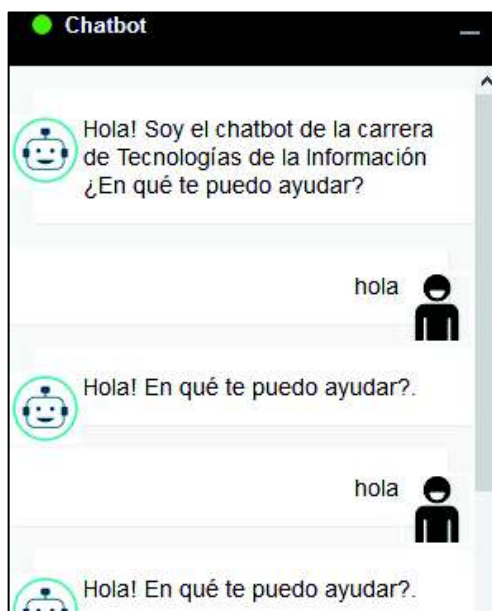 Chatbot
Hola! Soy el chatbot de la carrera
de Tecnologías de la Información
¿En qué te puedo ayudar?
hola
Hola! En qué te puedo ayudar?.
hola
Hola! En qué te puedo ayudar?.